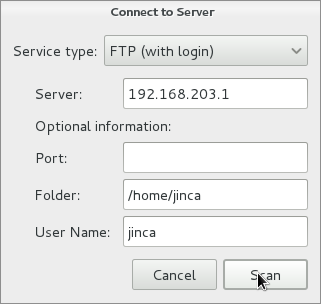 Connect to Server
Service type: FTP (with login)
Server: 192.168.203.1
Optional information:
Port:
Folder: /home/jinca
User Name: jinca
Cancel Scan